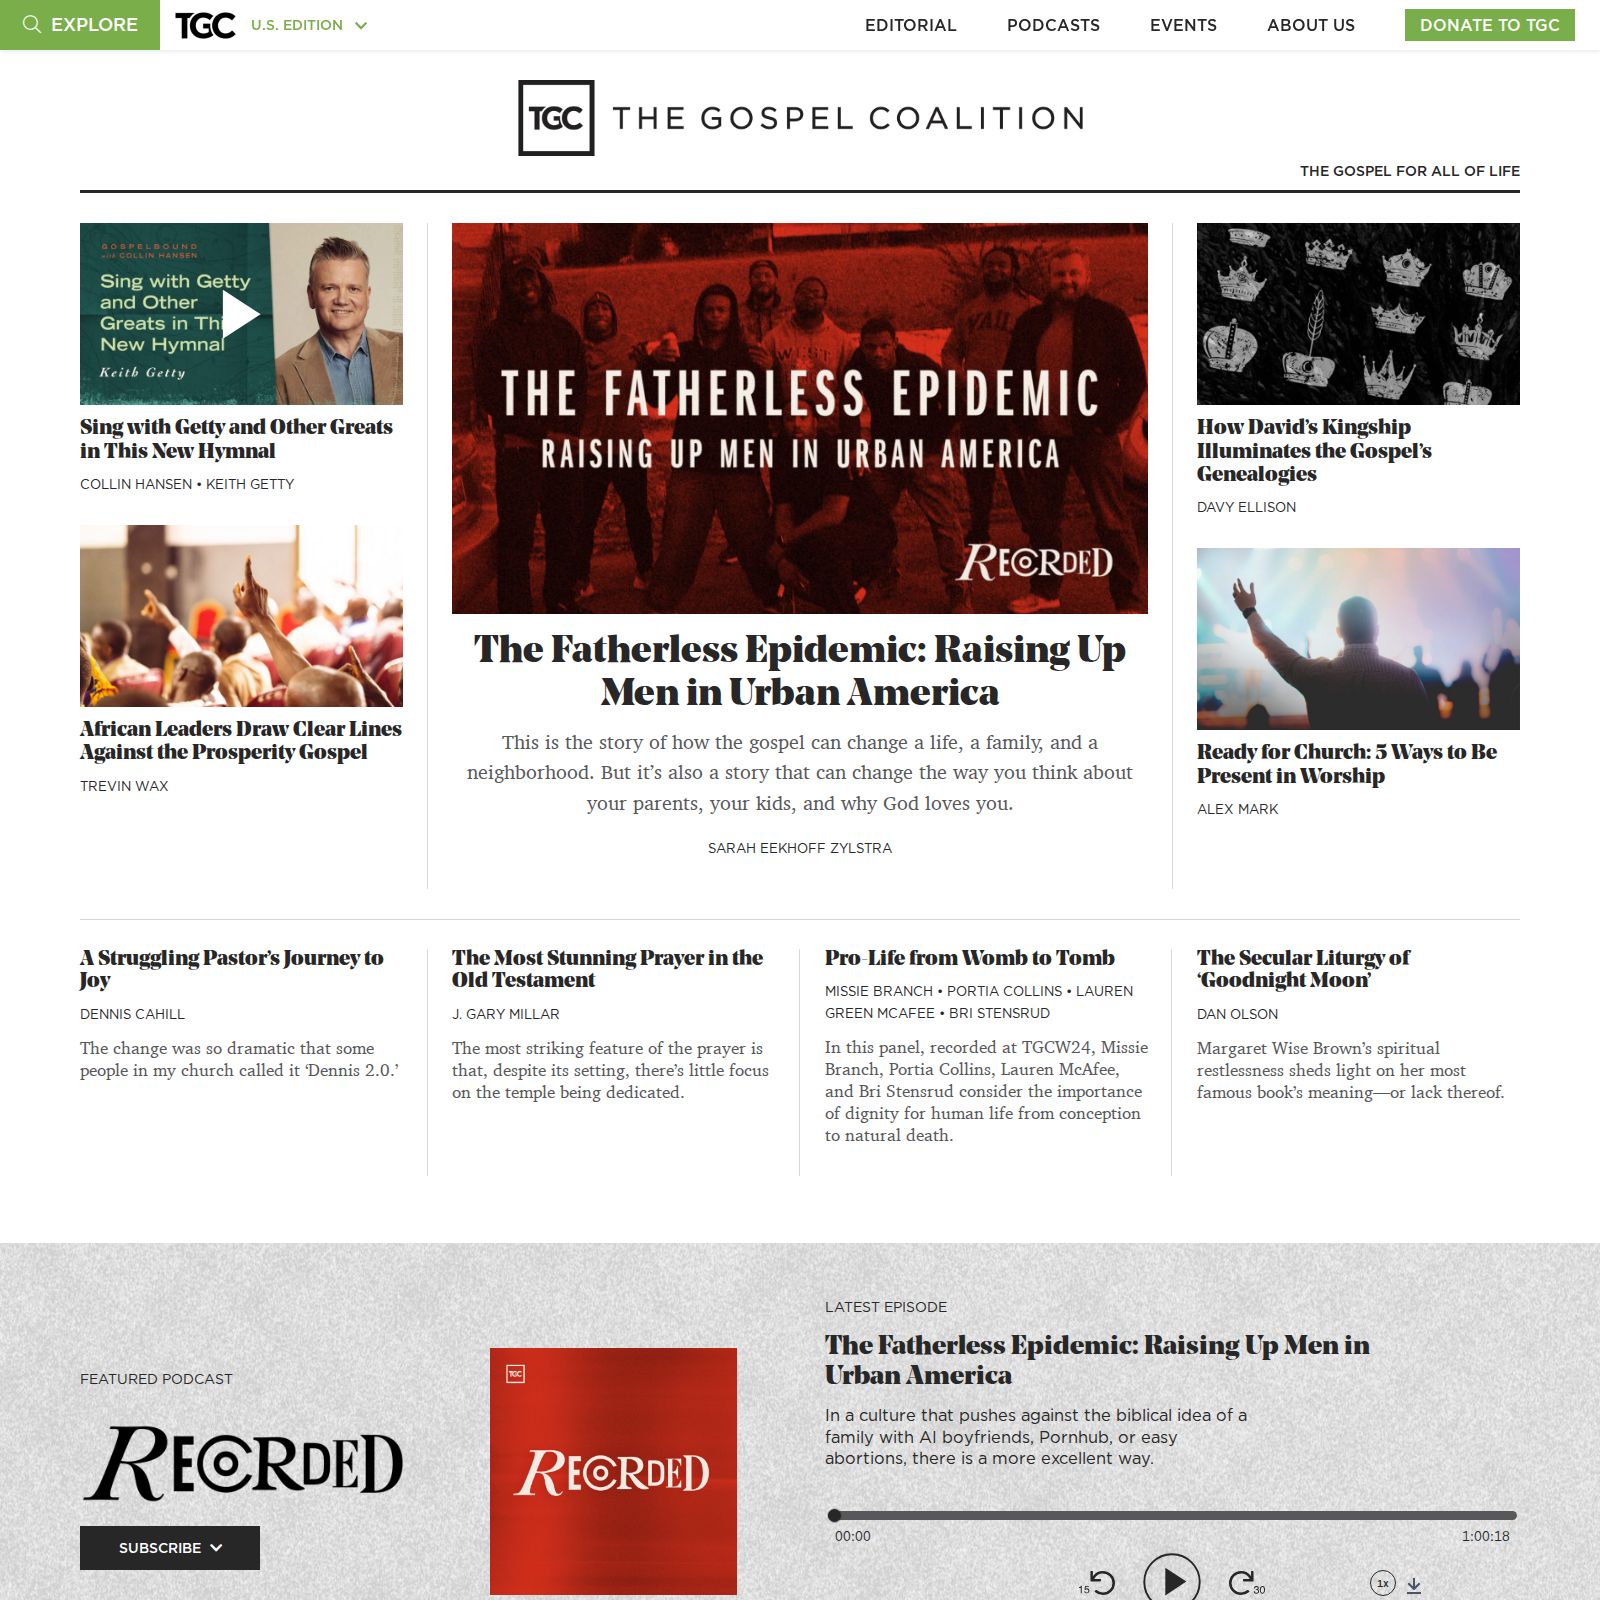 EXPLORE
TGC
U.S. EDITION
EDITORIAL
PODCASTS
EVENTS
ABOUT US
DONATE TO TGC
TGC
THE GOSPEL COALITION
THE GOSPEL FOR ALL OF LIFE
GOSPELBOUND
with COLLIN HANSEN
Sing with Getty
and Other
Greats in Thi
New Hymnal
Keith Getty
Sing with Getty and Other Greats
in This New Hymnal
COLLIN HANSEN • KEITH GETTY
African Leaders Draw Clear Lines
Against the Prosperity Gospel
TREVIN WAX
YALE
WEST
THE FATHERLESS EPIDEMIC
RAISING UP MEN IN URBAN AMERICA
RECORDED
The Fatherless Epidemic: Raising Up
Men in Urban America
This is the story of how the gospel can change a life, a family, and a
neighborhood. But it’s also a story that can change the way you think about
your parents, your kids, and why God loves you.
SARAH EEKHOFF ZYLSTRA
How David’s Kingship
Illuminates the Gospel’s
Genealogies
DAVY ELLISON
Ready for Church: 5 Ways to Be
Present in Worship
ALEX MARK
A Struggling Pastor’s Journey to
Joy
DENNIS CAHILL
The change was so dramatic that some
people in my church called it ‘Dennis 2.0.’
The Most Stunning Prayer in the
Old Testament
J. GARY MILLAR
The most striking feature of the prayer is
that, despite its setting, there’s little focus
on the temple being dedicated.
Pro-Life from Womb to Tomb
MISSIE BRANCH • PORTIA COLLINS • LAUREN
GREEN MCAFEE • BRI STENSRUD
In this panel, recorded at TGCW24, Missie
Branch, Portia Collins, Lauren McAfee,
and Bri Stensrud consider the importance
of dignity for human life from conception
to natural death.
The Secular Liturgy of
‘Goodnight Moon’
DAN OLSON
Margaret Wise Brown’s spiritual
restlessness sheds light on her most
famous book’s meaning—or lack thereof.
FEATURED PODCAST
RECORDED
SUBSCRIBE
TGC
RECORDED
LATEST EPISODE
The Fatherless Epidemic: Raising Up Men in
Urban America
In a culture that pushes against the biblical idea of a
family with AI boyfriends, Pornhub, or easy
abortions, there is a more excellent way.
00:00
1:00:18
15
30
1x